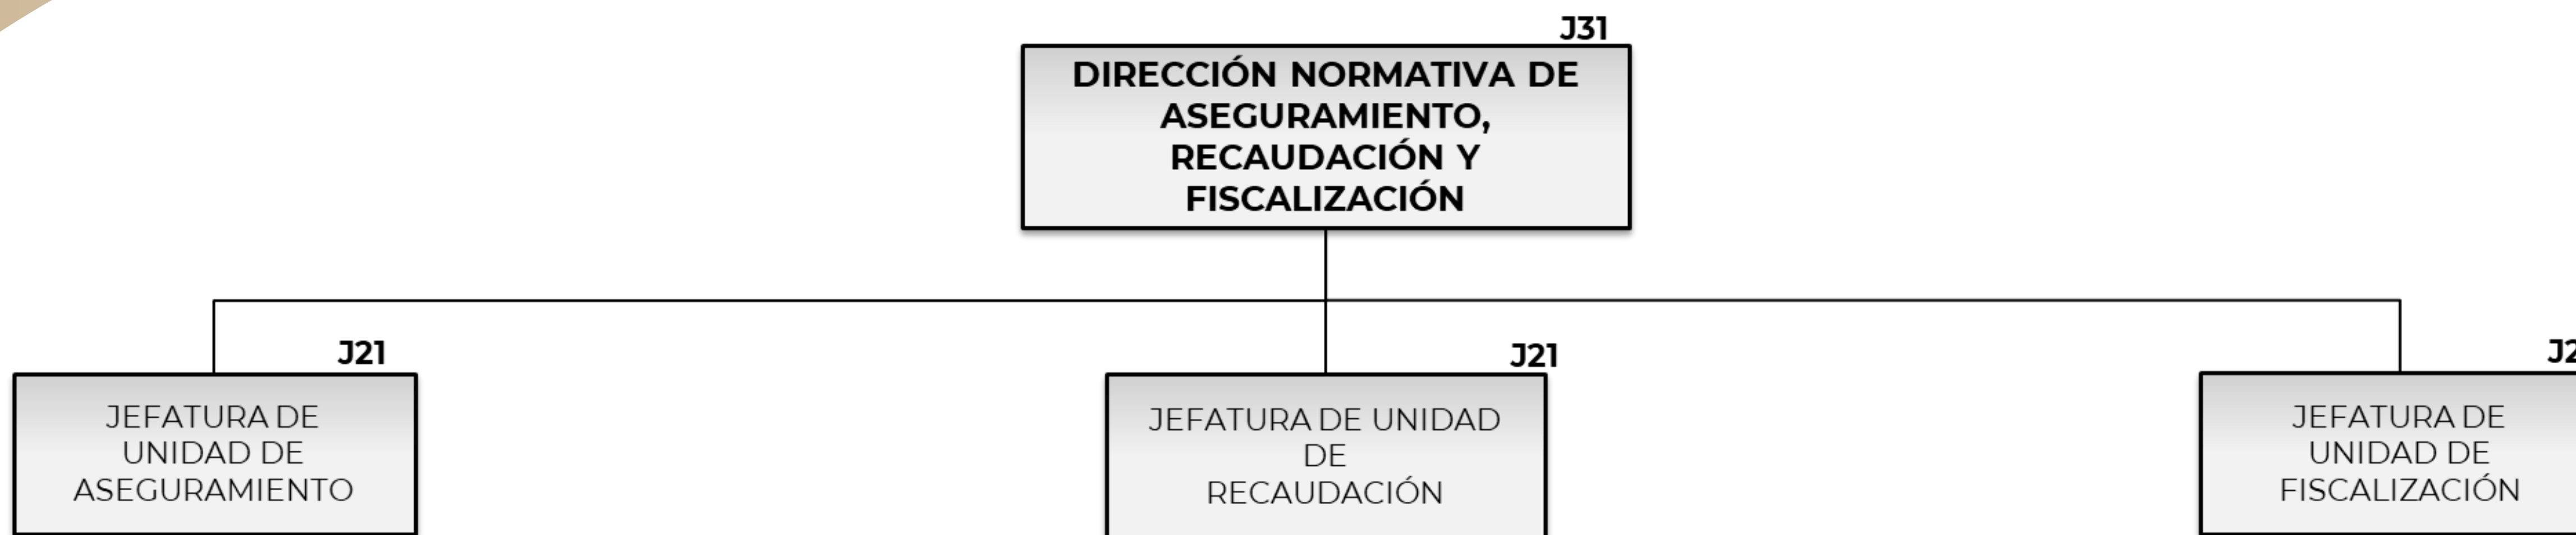 J31
DIRECCIÓN NORMATIVA DE
ASEGURAMIENTO,
RECAUDACIÓN Y
FISCALIZACIÓN
J21
JEFATURA DE
UNIDAD DE
ASEGURAMIENTO
J21
JEFATURA DE UNIDAD
DE
RECAUDACIÓN
JEFATURA DE
UNIDAD DE
FISCALIZACIÓN